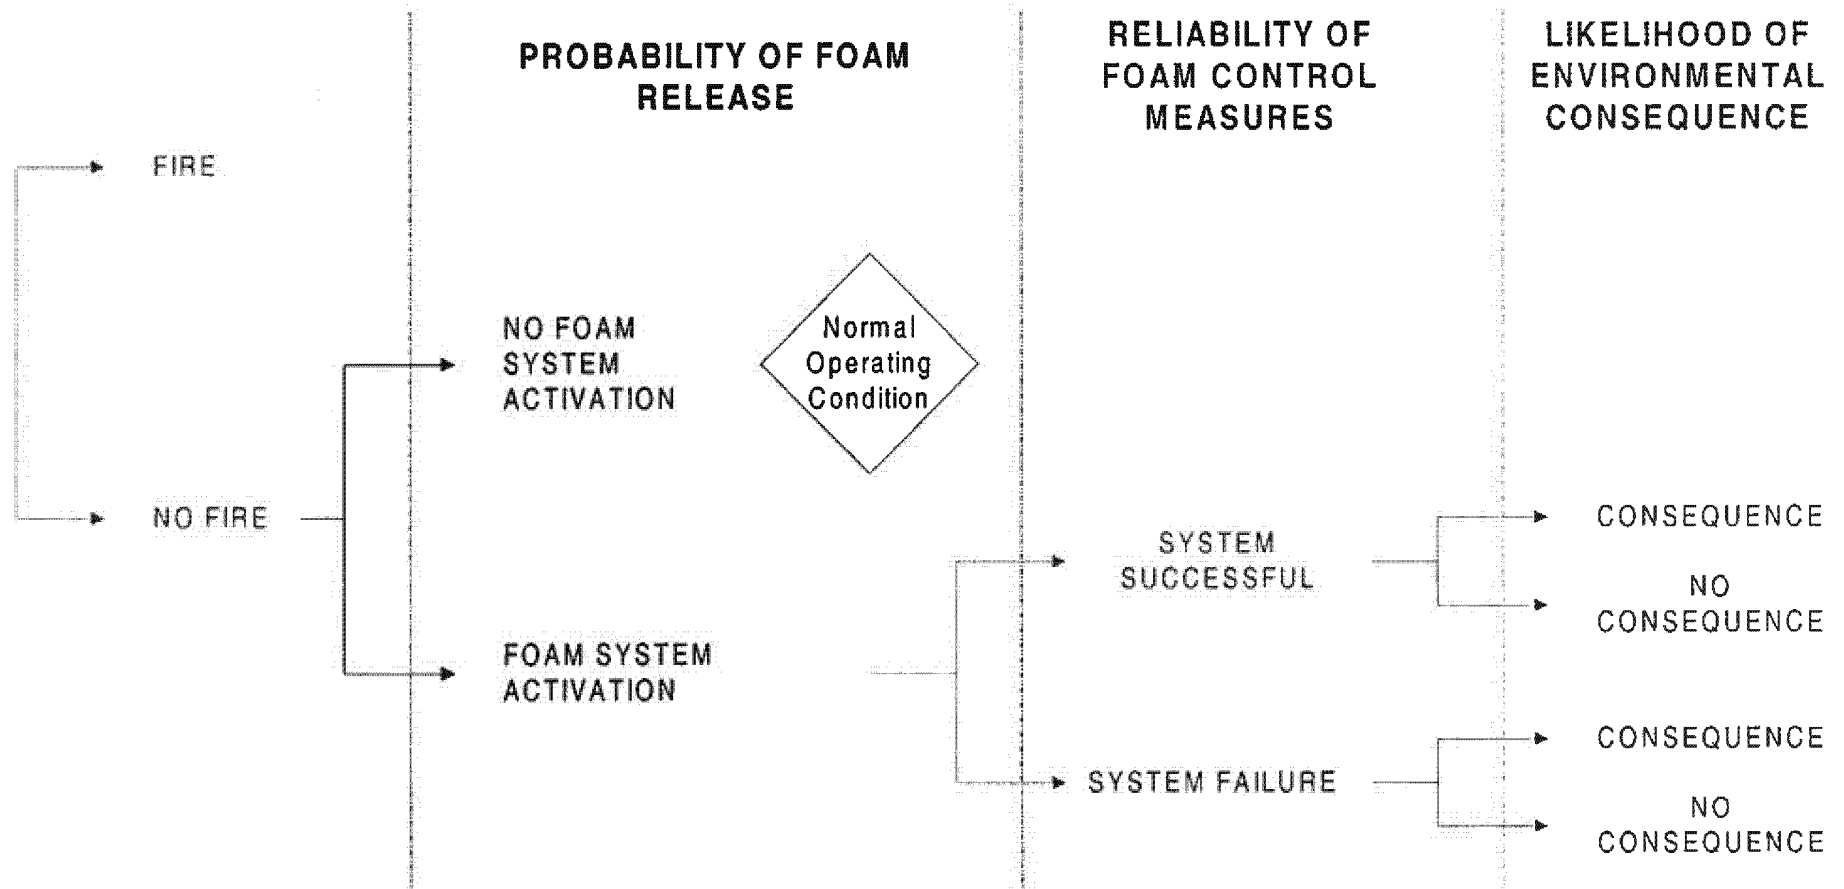 PROBABILITY OF FOAM
RELEASE
RELIABILITY OF
FOAM CONTROL
MEASURES
LIKELIHOOD OF
ENVIRONMENTAL
CONSEQUENCE
FIRE
NO FOAM
SYSTEM
ACTIVATION
Normal
Operating
Condition
NO FIRE
SYSTEM
SUCCESSFUL
CONSEQUENCE
NO
CONSEQUENCE
FOAM SYSTEM
ACTIVATION
SYSTEM FAILURE
CONSEQUENCE
NO
CONSEQUENCE